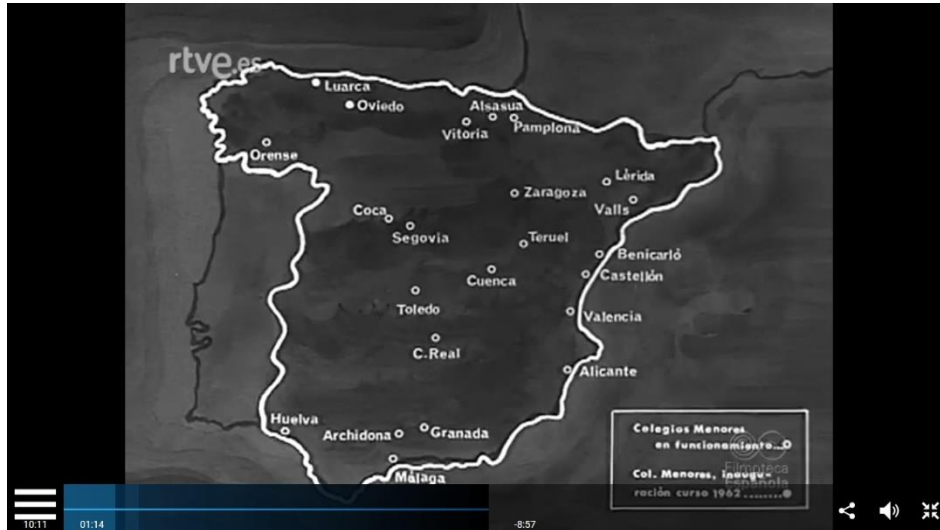 rtve.es
Luarca
Oviedo
Alsasua
Vitoria
Pamplona
Orense
Lérida
Zaragoza
Valls
Coca
Segovia
Teruel
Benicarló
Cuenca
Castellón
Toledo
Valencia
C.Real
Alicante
Huelva
Archidona
Granada
Málaga
Colegios Menores
en funcionamiento...
Filmoteca
Española
Col. Menores, inaugu-
ración curso 1962 ........
10:11
01:14
-8:57